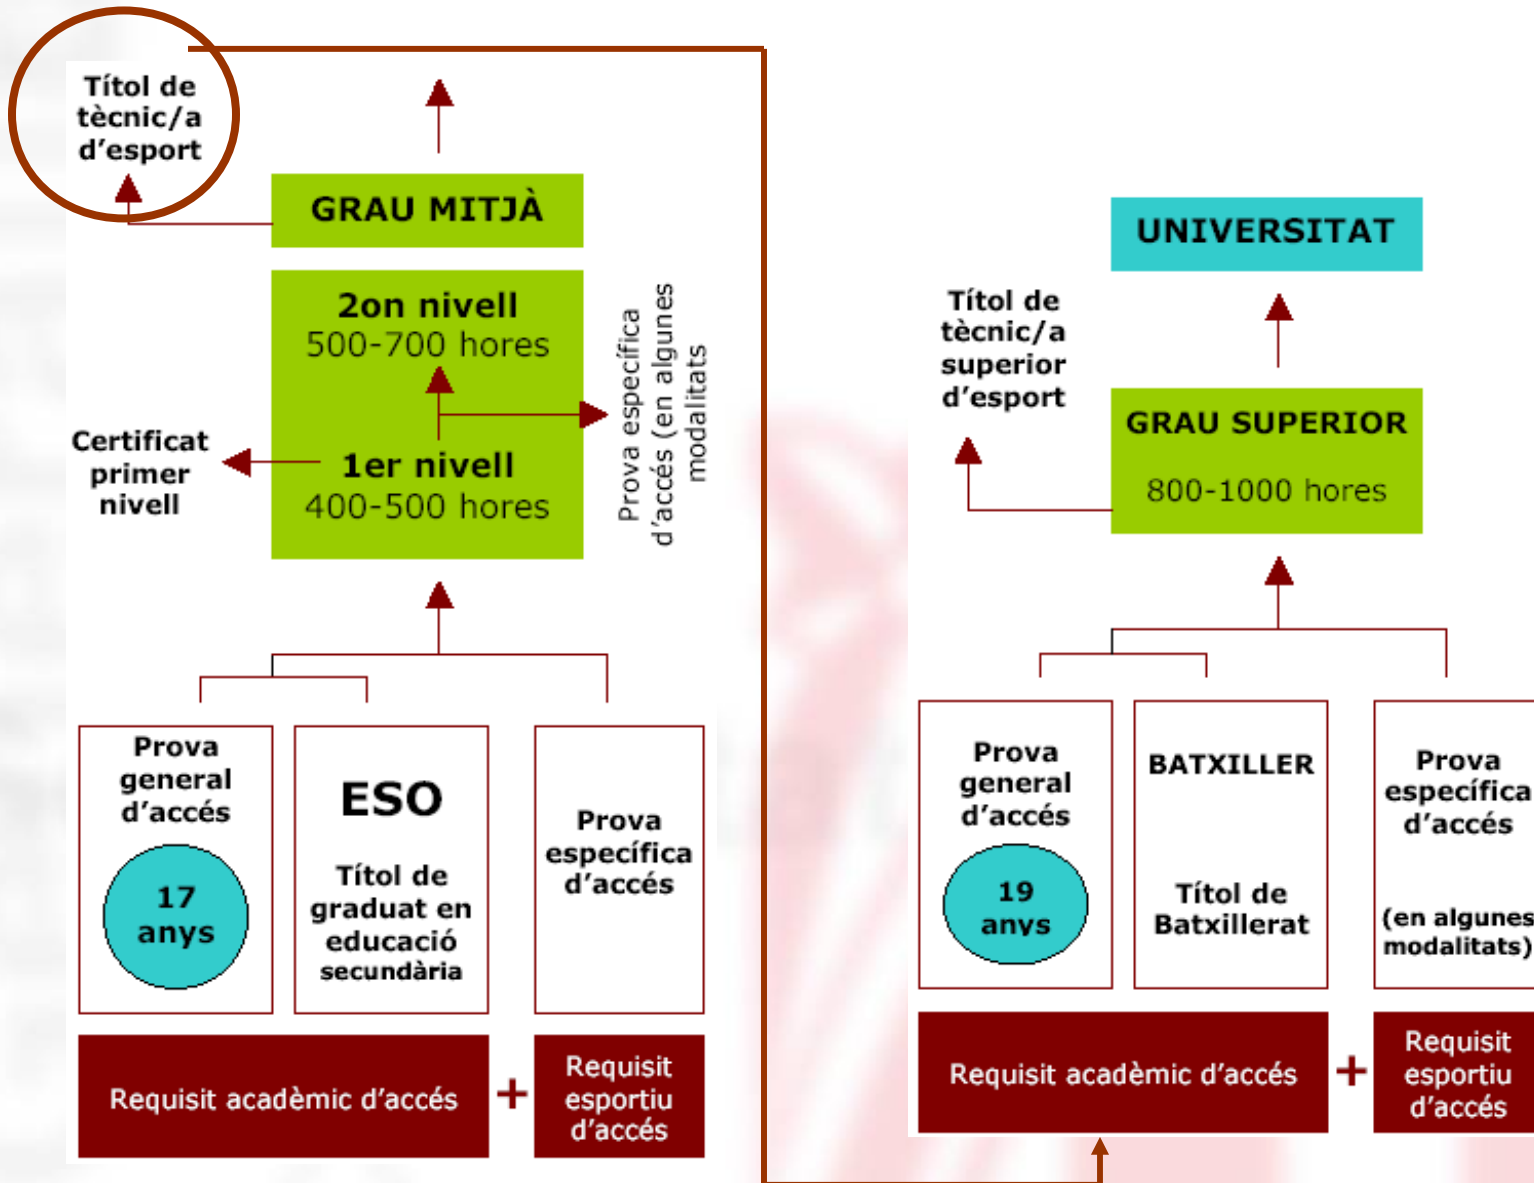 Títol de
tècnic/a
d'esport
GRAU MITJÀ
2on nivell
500-700 hores
Prova específica
d'accés (en algunes
modalitats
Certificat
primer
nivell
1er nivell
400-500 hores
Prova
general
d'accés
17
anys
ESO
Títol de
graduat en
educació
secundària
Prova
específica
d'accés
Requisit acadèmic d'accés
+
Requisit
esportiu
d'accés
UNIVERSITAT
Títol de
tècnic/a
superior
d'esport
GRAU SUPERIOR
800-1000 hores
Prova
general
d'accés
19
anys
BATXILLER
Títol de
Batxillerat
Prova
específica
d'accés
(en algunes
modalitats)
Requisit acadèmic d'accés
+
Requisit
esportiu
d'accés